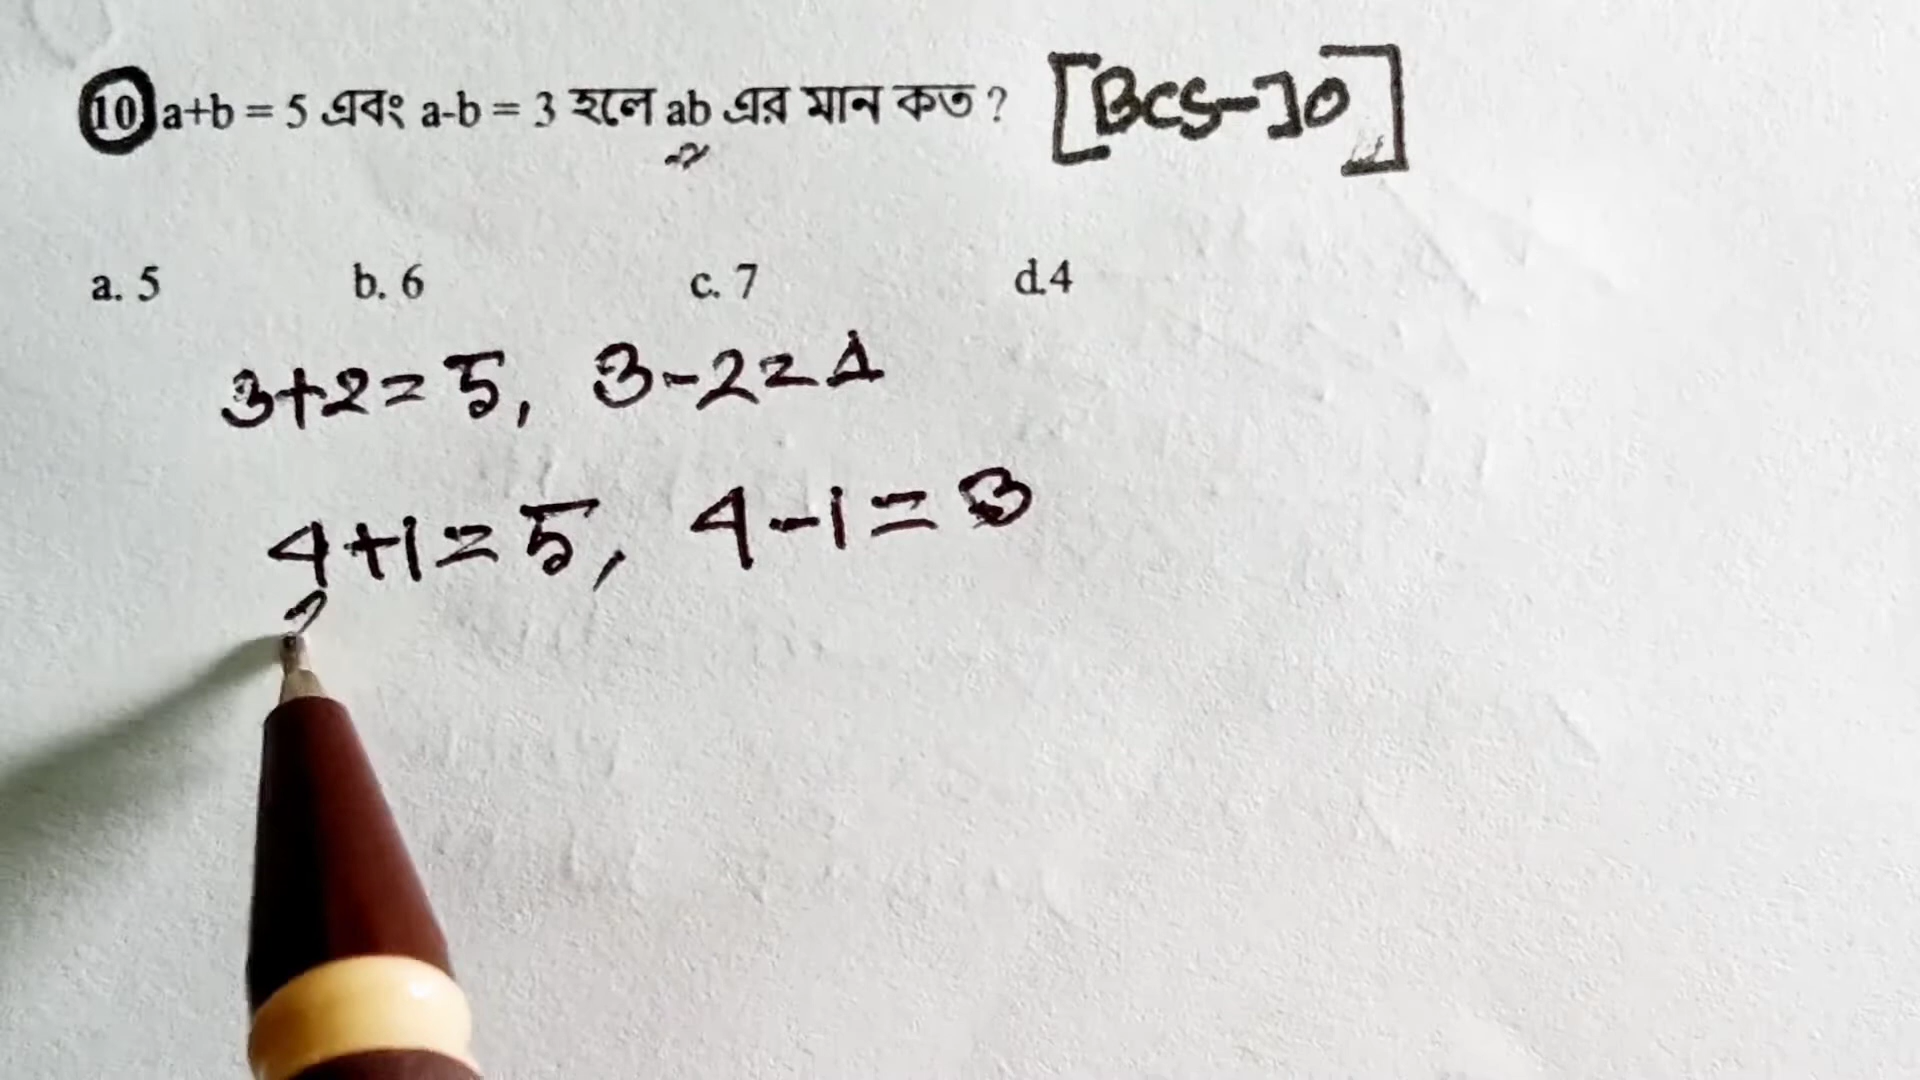 10 a+b = 5 এবং a-b = 3 হলে ab এর মান কত ? [BCS-10]
a. 5 b. 6 c. 7 d.4
3+2=5, 3-2=1
4+1=5, 4-1=3